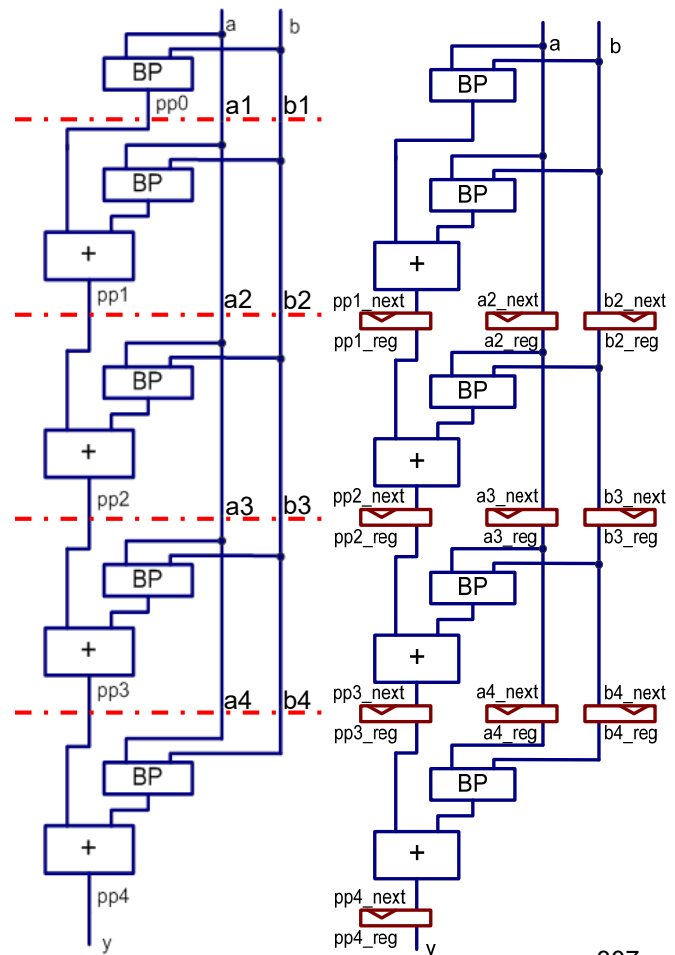 a
b
BP
pp0
a1
b1
BP
+
pp1
a2
b2
BP
+
pp2
a3
b3
BP
+
pp3
a4
b4
BP
+
pp4
y
a
b
BP
BP
+
pp1_next
a2_next
b2_next
pp1_reg
a2_reg
b2_reg
BP
+
pp2_next
a3_next
b3_next
pp2_reg
a3_reg
b3_reg
BP
+
pp3_next
a4_next
b4_next
pp3_reg
a4_reg
b4_reg
BP
+
pp4_next
pp4_reg
y